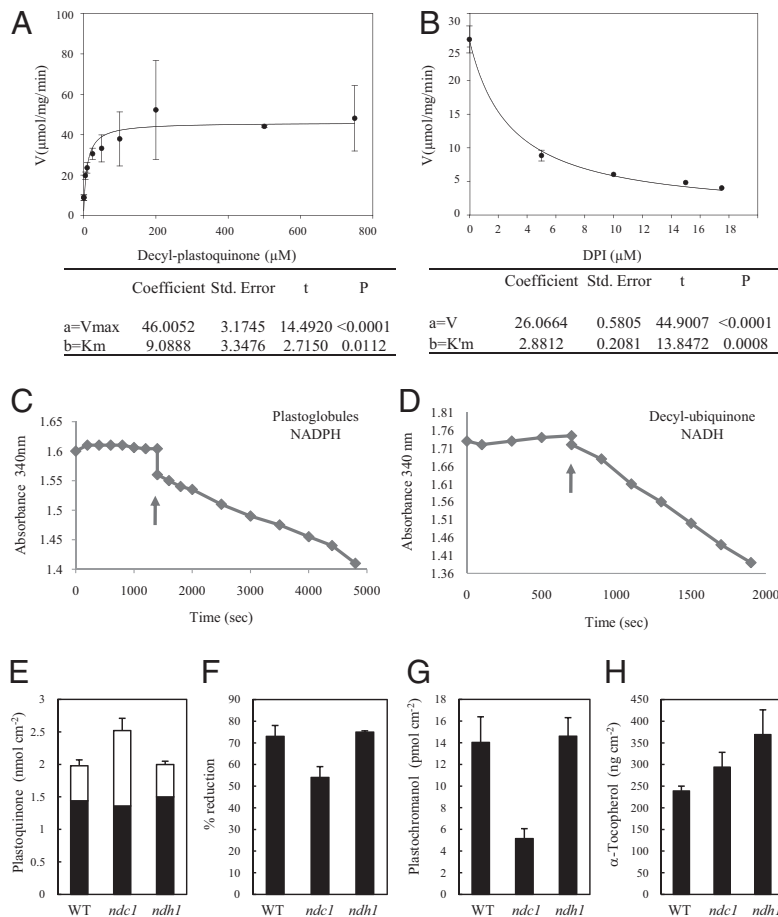 A
V(µmol/mg/min)
100
80
60
40
20
0
0 200 400 600 800
Decyl-plastoquinone (µM)
Coefficient Std. Error t P
a=Vmax 46.0052 3.1745 14.4920 <0.0001
b=Km 9.0888 3.3476 2.7150 0.0112
B
V(µmol/mg/min)
30
25
20
15
10
5
0
0 2 4 6 8 10 12 14 16 18
DPI (µM)
Coefficient Std. Error t P
a=V 26.0664 0.5805 44.9007 <0.0001
b=K'm 2.8812 0.2081 13.8472 0.0008
C
Plastoglobules
NADPH
Absorbance 340nm
1.65
1.6
1.55
1.5
1.45
1.4
0 1000 2000 3000 4000 5000
Time (sec)
D
Decyl-ubiquinone
NADH
Absorbance 340 nm
1.81
1.76
1.71
1.66
1.61
1.56
1.51
1.46
1.41
1.36
0 500 1000 1500 2000
Time (sec)
E
Plastoquinone (nmol cm-2)
3
2.5
2
1.5
1
0.5
0
WT ndc1 ndh1
F
% reduction
90
80
70
60
50
40
30
20
10
0
WT ndc1 ndh1
G
Plastochromanol (pmol cm-2)
18
16
14
12
10
8
6
4
2
0
WT ndc1 ndh1
H
α-Tocopherol (ng cm-2)
450
400
350
300
250
200
150
100
50
0
WT ndc1 ndh1